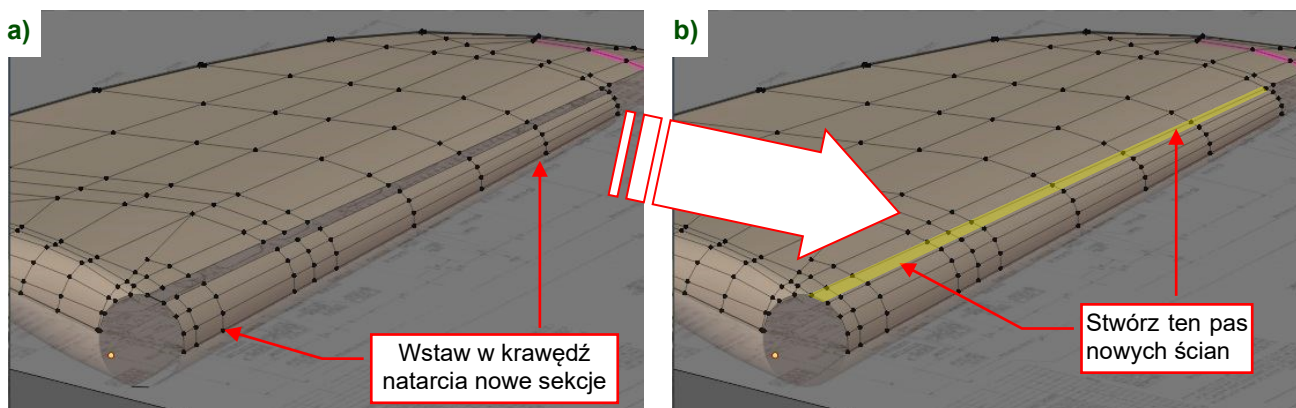 a)
b)
Wstaw w krawędź
natarcia nowe sekcje
Stwórz ten pas
nowych ścian